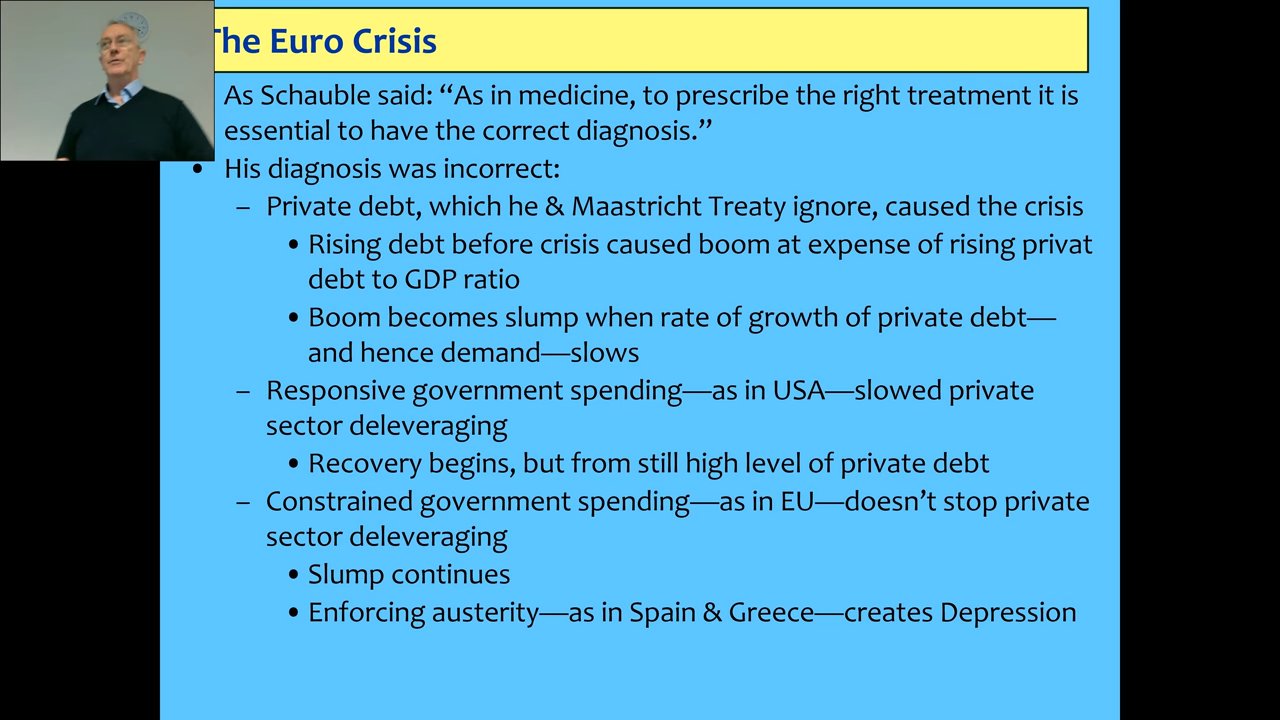 The Euro Crisis
As Schauble said: “As in medicine, to prescribe the right treatment it is
essential to have the correct diagnosis.”
• His diagnosis was incorrect:
– Private debt, which he & Maastricht Treaty ignore, caused the crisis
• Rising debt before crisis caused boom at expense of rising privat
debt to GDP ratio
• Boom becomes slump when rate of growth of private debt—
and hence demand—slows
– Responsive government spending—as in USA—slowed private
sector deleveraging
• Recovery begins, but from still high level of private debt
– Constrained government spending—as in EU—doesn’t stop private
sector deleveraging
• Slump continues
• Enforcing austerity—as in Spain & Greece—creates Depression